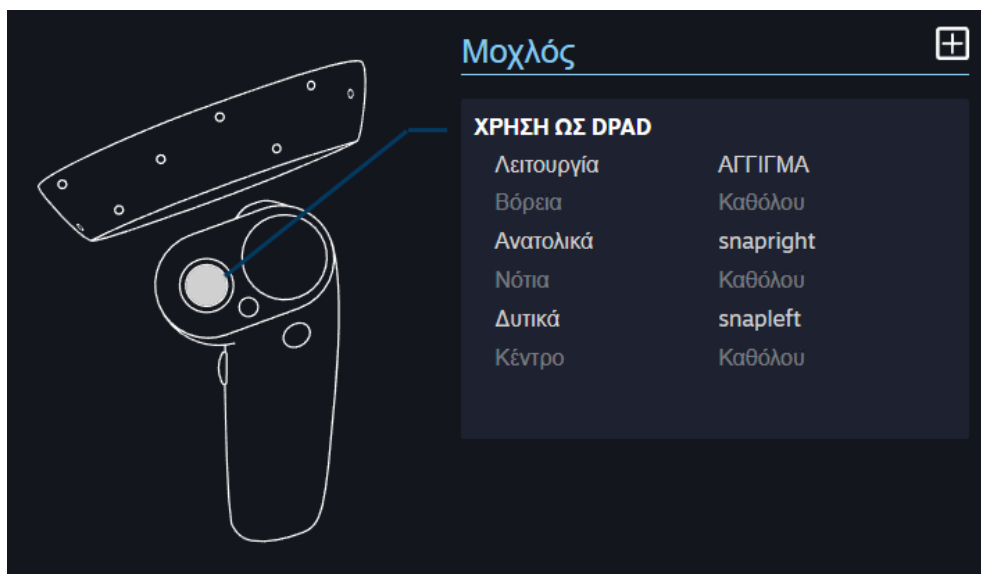 Μοχλός
ΧΡΗΣΗ ΩΣ DPAD
Λειτουργία ΑΓΓΙΓΜΑ
Βόρεια Καθόλου
Ανατολικά snapright
Νότια Καθόλου
Δυτικά snapleft
Κέντρο Καθόλου